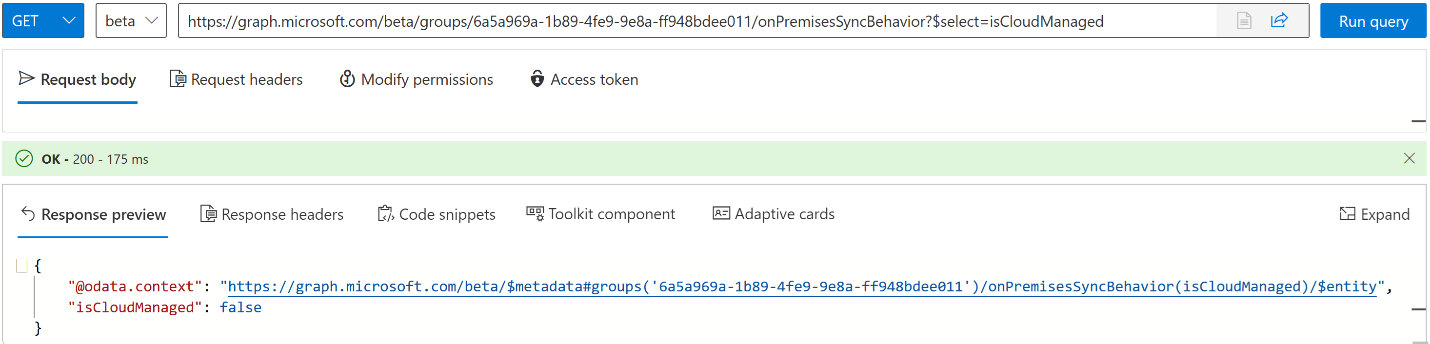 GET beta https://graph.microsoft.com/beta/groups/6a5a969a-1b89-4fe9-9e8a-ff948bdee011/onPremisesSyncBehavior?$select=isCloudManaged Run query
Request body Request headers Modify permissions Access token
OK - 200 - 175 ms
Response preview Response headers Code snippets Toolkit component Adaptive cards Expand
{
"@odata.context": "https://graph.microsoft.com/beta/$metadata#groups('6a5a969a-1b89-4fe9-9e8a-ff948bdee011')/onPremisesSyncBehavior(isCloudManaged)/$entity",
"isCloudManaged": false
}